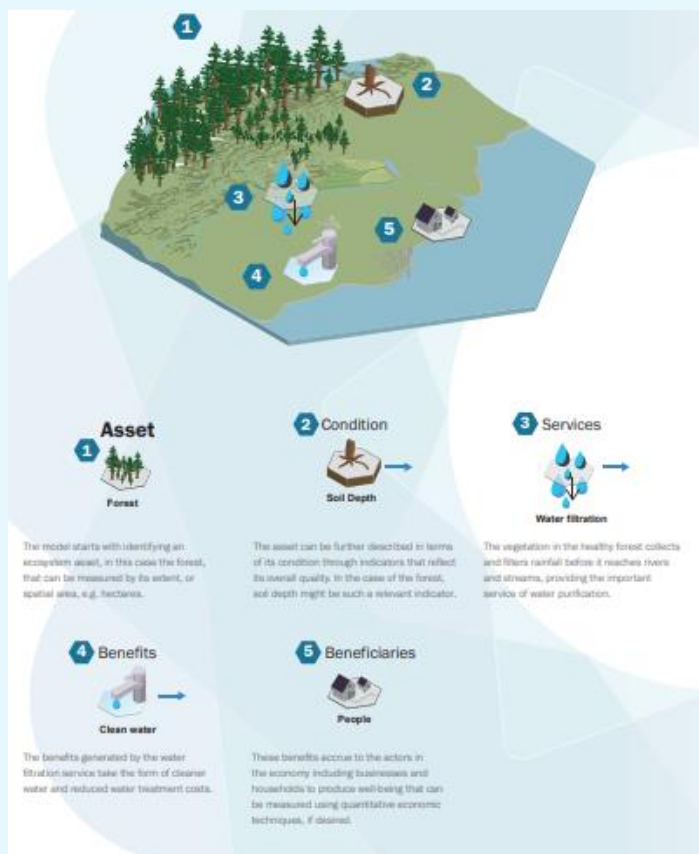 1
2
3
5
4
Asset
1
Forest
The model starts with identifying an
ecosystem asset, in this case the forest,
that can be measured by its extent, or
spatial area, e.g. hectares.
2 Condition
Soil Depth
The asset can be further described in terms
of its condition through indicators that reflect
its overall quality. In the case of the forest,
soil depth might be such a relevant indicator.
3 Services
Water filtration
The vegetation in the healthy forest collects
and filters rainfall before it reaches rivers
and streams, providing the important
service of water purification.
4 Benefits
Clean water
The benefits generated by the water
filtration service take the form of cleaner
water and reduced water treatment costs.
5 Beneficiaries
People
These benefits accrue to the actors in
the economy including businesses and
households to produce well-being that can
be measured using quantitative economic
techniques, if desired.